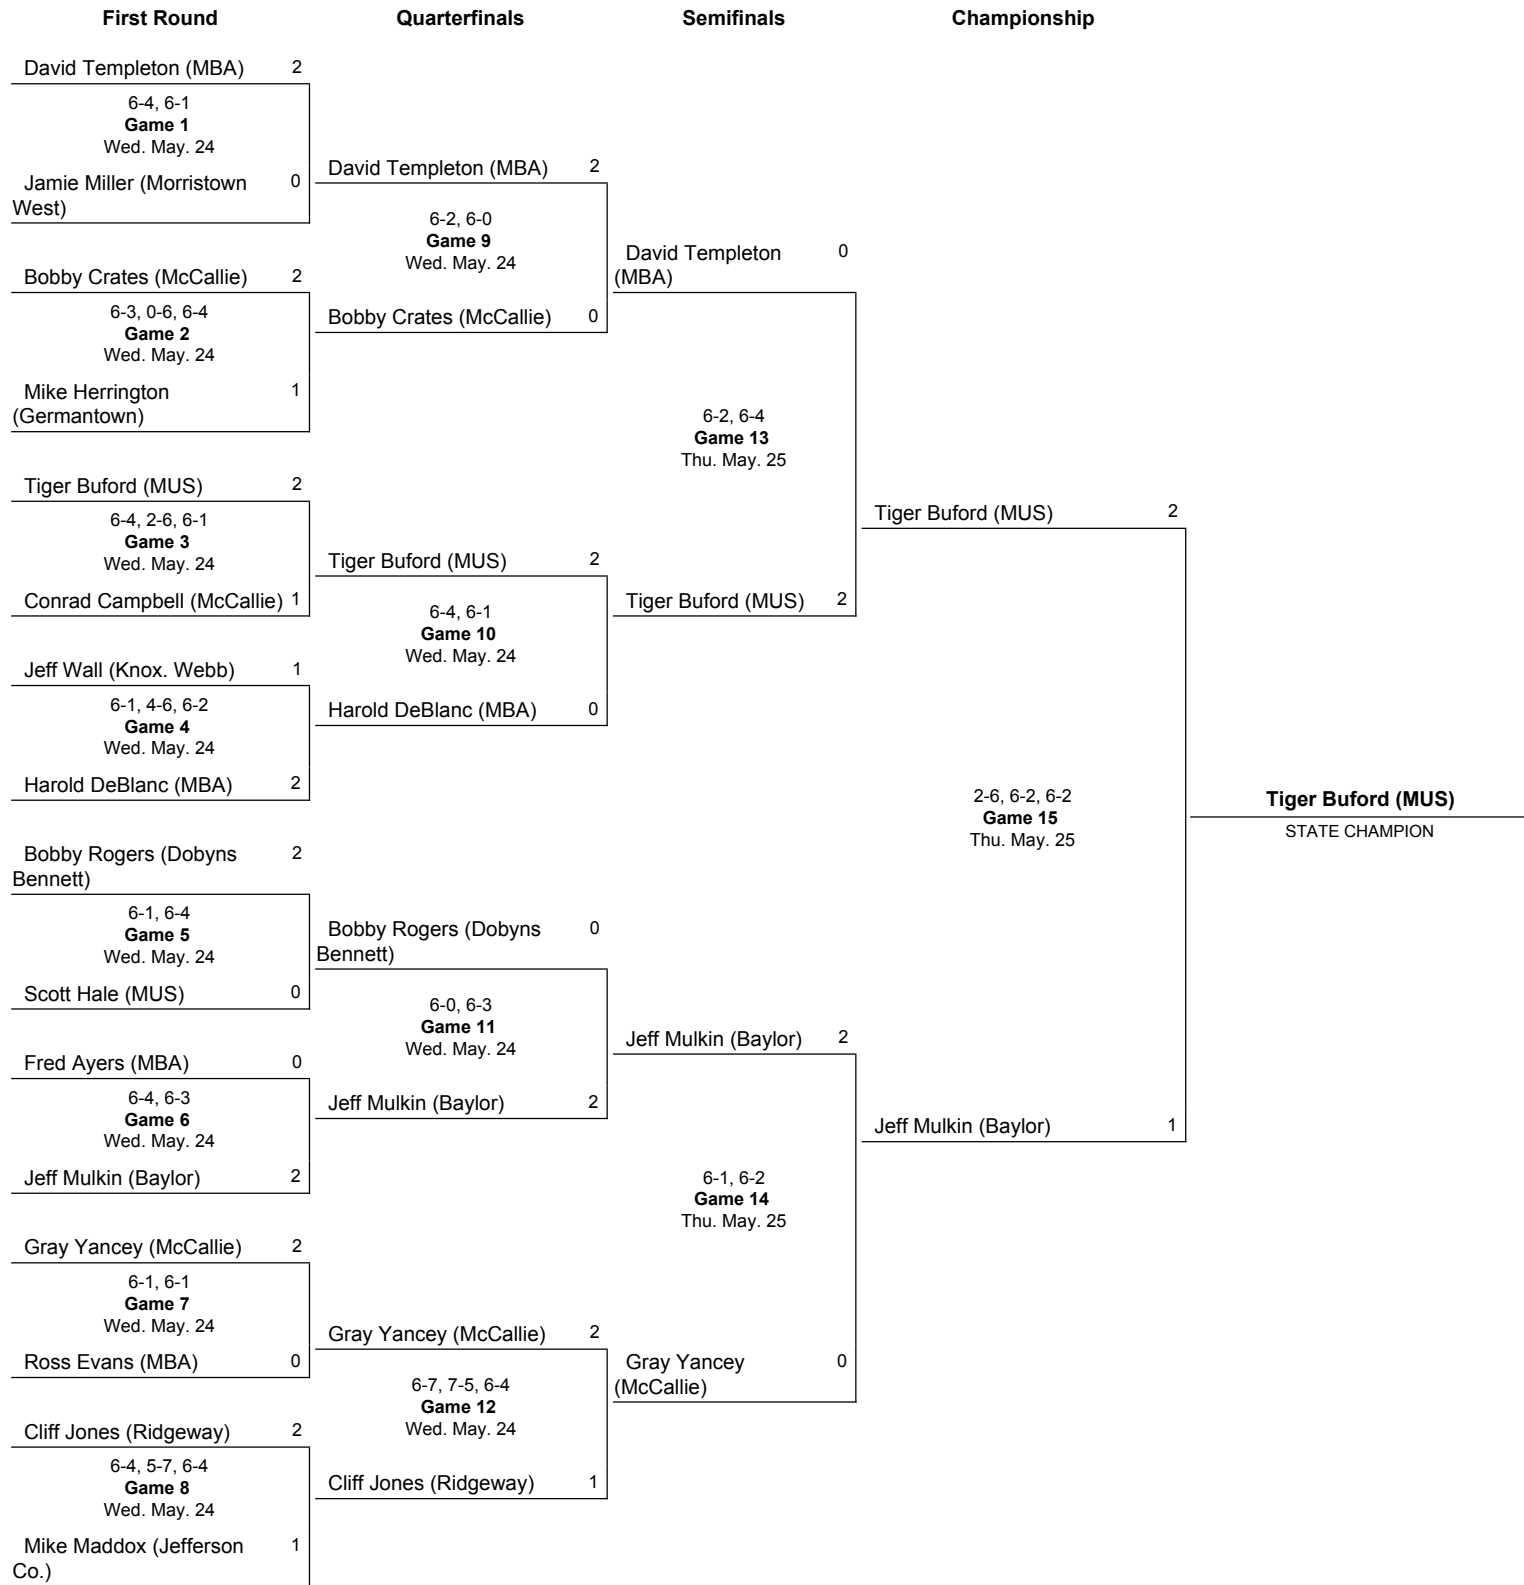 First Round
Quarterfinals
Semifinals
Championship
David Templeton (MBA) 2
6-4, 6-1
Game 1
Wed. May. 24
Jamie Miller (Morristown 0
West)
Bobby Crates (McCallie) 2
6-3, 0-6, 6-4
Game 2
Wed. May. 24
Mike Herrington 1
(Germantown)
Tiger Buford (MUS) 2
6-4, 2-6, 6-1
Game 3
Wed. May. 24
Conrad Campbell (McCallie) 1
Jeff Wall (Knox. Webb) 1
6-1, 4-6, 6-2
Game 4
Wed. May. 24
Harold DeBlanc (MBA) 2
Bobby Rogers (Dobyns 2
Bennett)
6-1, 6-4
Game 5
Wed. May. 24
Scott Hale (MUS) 0
Fred Ayers (MBA) 0
6-4, 6-3
Game 6
Wed. May. 24
Jeff Mulkin (Baylor) 2
Gray Yancey (McCallie) 2
6-1, 6-1
Game 7
Wed. May. 24
Ross Evans (MBA) 0
Cliff Jones (Ridgeway) 2
6-4, 5-7, 6-4
Game 8
Wed. May. 24
Mike Maddox (Jefferson 1
Co.)
David Templeton (MBA) 2
6-2, 6-0
Game 9
Wed. May. 24
Bobby Crates (McCallie) 0
Tiger Buford (MUS) 2
6-4, 6-1
Game 10
Wed. May. 24
Harold DeBlanc (MBA) 0
Bobby Rogers (Dobyns 0
Bennett)
6-0, 6-3
Game 11
Wed. May. 24
Jeff Mulkin (Baylor) 2
Gray Yancey (McCallie) 2
6-7, 7-5, 6-4
Game 12
Wed. May. 24
Cliff Jones (Ridgeway) 1
David Templeton 0
(MBA)
6-2, 6-4
Game 13
Thu. May. 25
Tiger Buford (MUS) 2
Jeff Mulkin (Baylor) 2
6-1, 6-2
Game 14
Thu. May. 25
Gray Yancey 0
(McCallie)
Tiger Buford (MUS) 2
2-6, 6-2, 6-2
Game 15
Thu. May. 25
Jeff Mulkin (Baylor) 1
Tiger Buford (MUS)
STATE CHAMPION